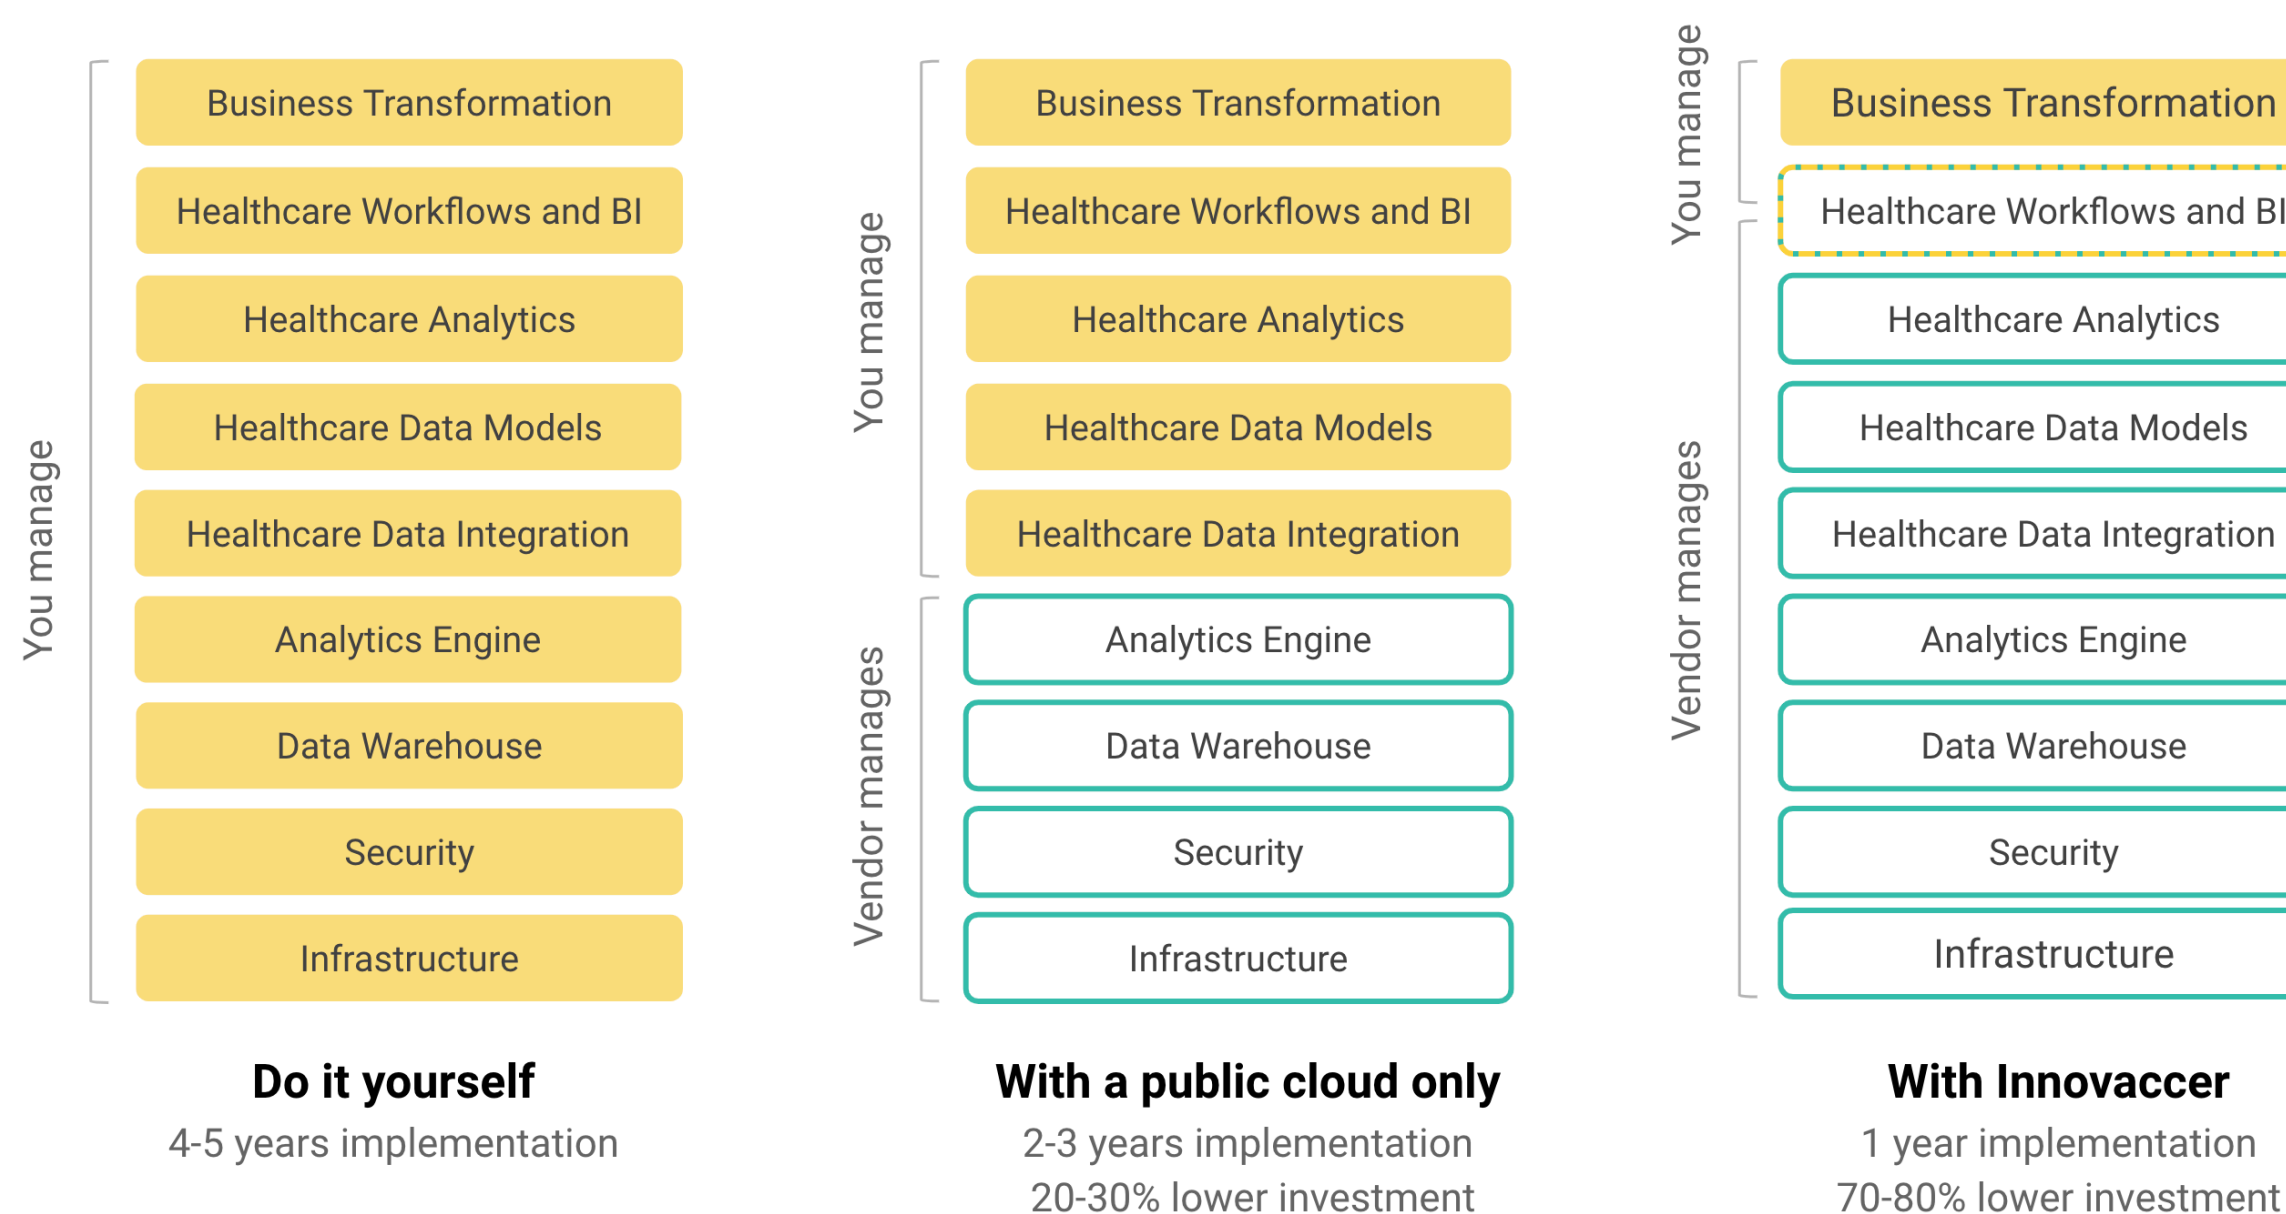 You manage
Business Transformation
Healthcare Workflows and BI
Healthcare Analytics
Healthcare Data Models
Healthcare Data Integration
Analytics Engine
Data Warehouse
Security
Infrastructure
Do it yourself
4-5 years implementation
You manage
Business Transformation
Healthcare Workflows and BI
Healthcare Analytics
Healthcare Data Models
Healthcare Data Integration
Vendor manages
Analytics Engine
Data Warehouse
Security
Infrastructure
With a public cloud only
2-3 years implementation
20-30% lower investment
You manage
Business Transformation
Healthcare Workflows and BI
Vendor manages
Healthcare Analytics
Healthcare Data Models
Healthcare Data Integration
Analytics Engine
Data Warehouse
Security
Infrastructure
With Innovaccer
1 year implementation
70-80% lower investment